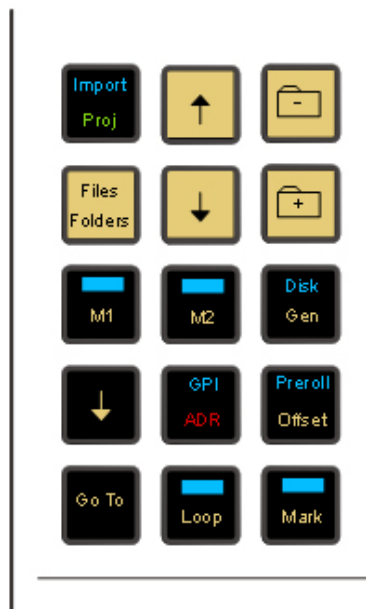 Import
Proj
Files
Folders
M1
M2
Disk
Gen
GPI
ADR
Preroll
Offset
Go To
Loop
Mark